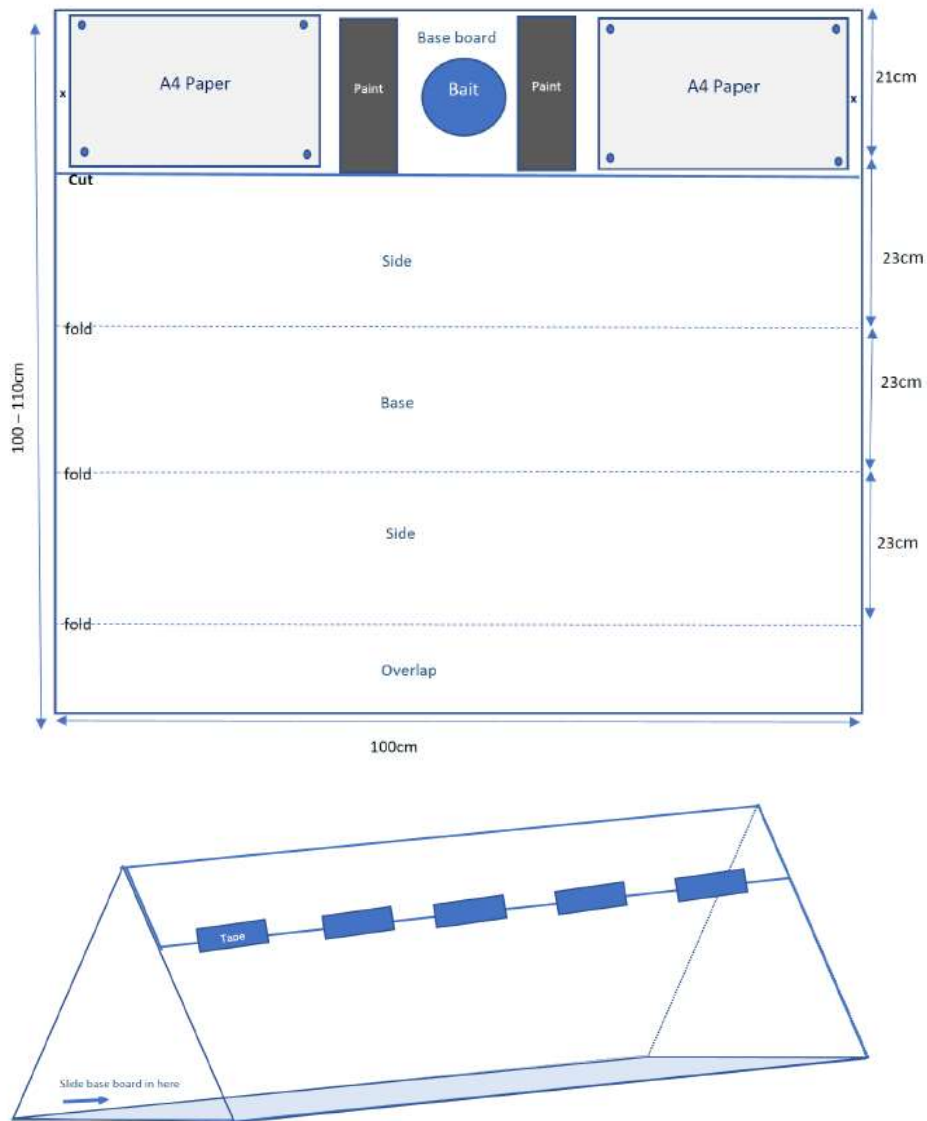 Base board
A4 Paper
Paint
Bait
Paint
A4 Paper
x
x
21cm
Cut
Side
23cm
fold
Base
23cm
100 – 110cm
fold
Side
23cm
fold
Overlap
100cm
Tape
Slide base board in here